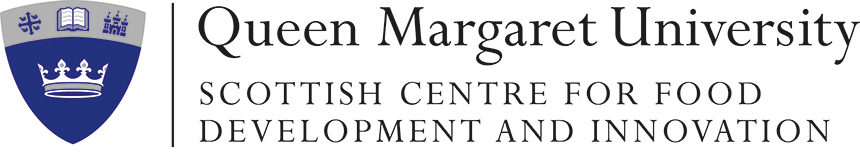 Queen Margaret University
SCOTTISH CENTRE FOR FOOD
DEVELOPMENT AND INNOVATION